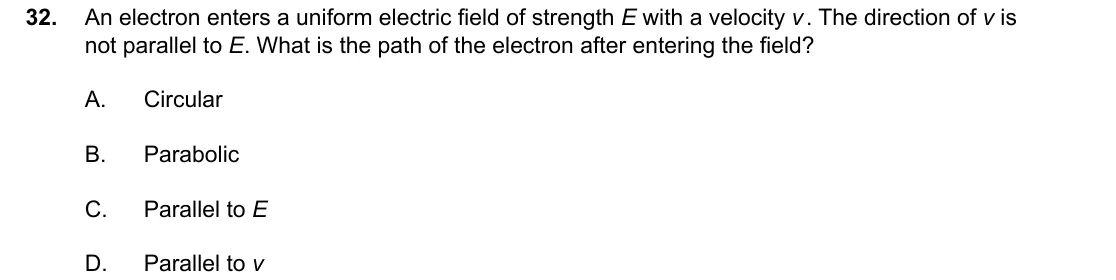 32. An electron enters a uniform electric field of strength E with a velocity v. The direction of v is
not parallel to E. What is the path of the electron after entering the field?
A. Circular
B. Parabolic
C. Parallel to E
D. Parallel to v